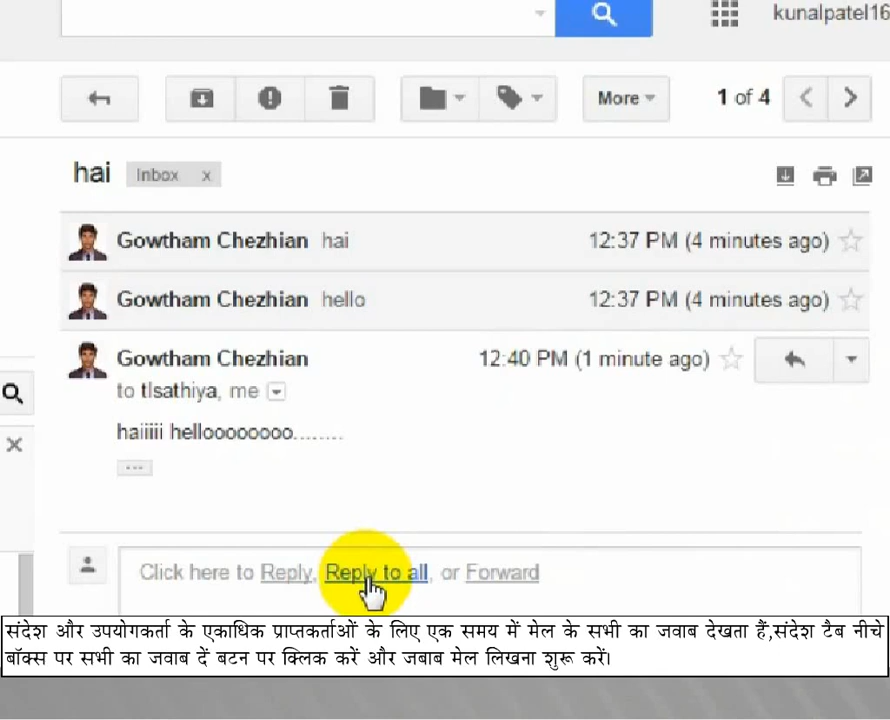 kunalpatel16
More
1 of 4
hai
Inbox x
Gowtham Chezhian hai 12:37 PM (4 minutes ago)
Gowtham Chezhian hello 12:37 PM (4 minutes ago)
Gowtham Chezhian 12:40 PM (1 minute ago)
to tlsathiya, me
haiiiii helloooooooo........
Click here to Reply, Reply to all, or Forward
संदेश और उपयोगकर्ता के एकाधिक प्राप्तकर्ताओं के लिए एक समय में मेल के सभी का जवाब देखता हैं,संदेश टैब नीचे
बॉक्स पर सभी का जवाब दें बटन पर क्लिक करें और जबाब मेल लिखना शुरू करें।